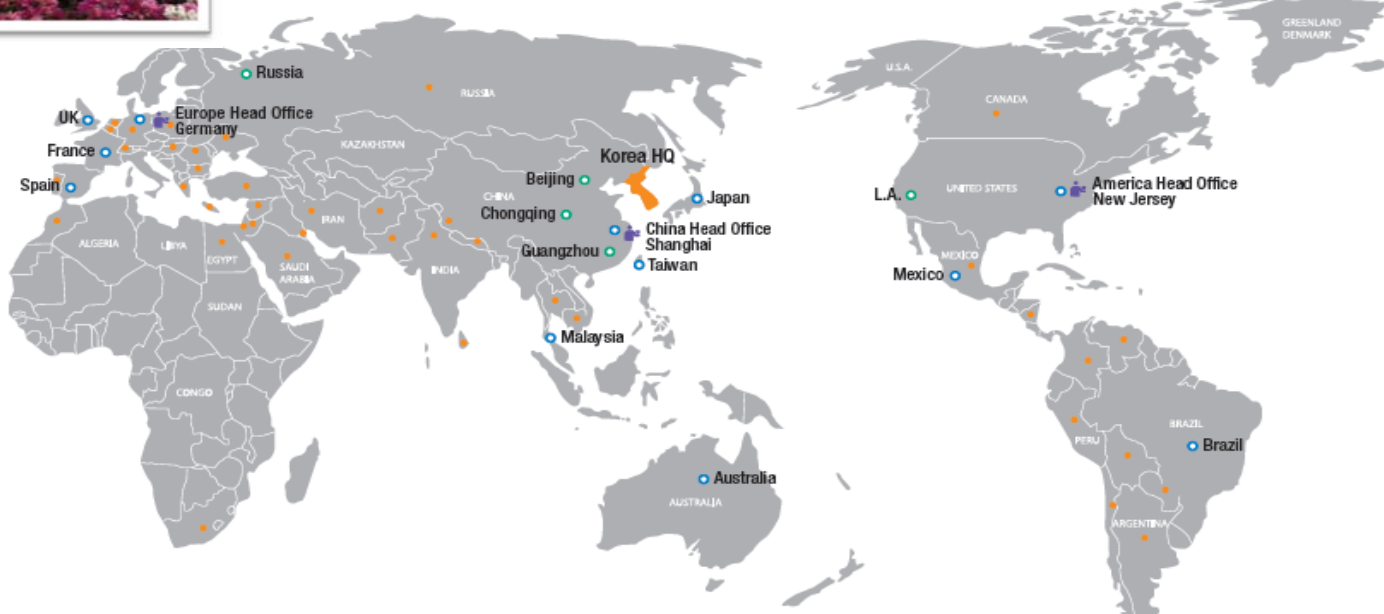 GREENLAND
DENMARK
U.S.A.
Russia
RUSSIA
CANADA
UK
Europe Head Office
Germany
KAZAKHSTAN
France
Korea HQ
Spain
Beijing
CHINA
Japan
L.A.
UNITED STATES
America Head Office
New Jersey
Chongqing
IRAN
China Head Office
Shanghai
ALGERIA
LIBYA
EGYPT
Guangzhou
Taiwan
SAUDI
ARABIA
INDIA
MEXICO
Mexico
SUDAN
Malaysia
CONGO
BRAZIL
PERU
Brazil
Australia
AUSTRALIA
ARGENTINA